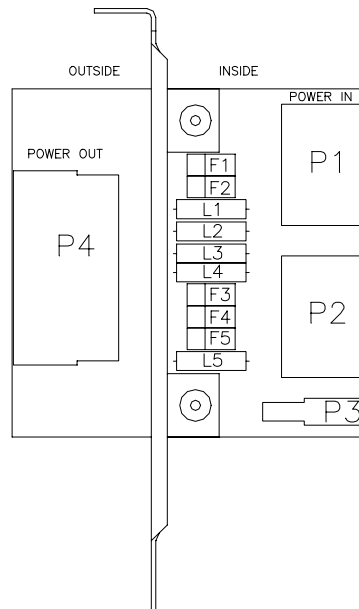 OUTSIDE INSIDE
POWER IN
POWER OUT
P1
F1
F2
L1
L2
P4
L3
L4
F3
P2
F4
F5
L5
P3